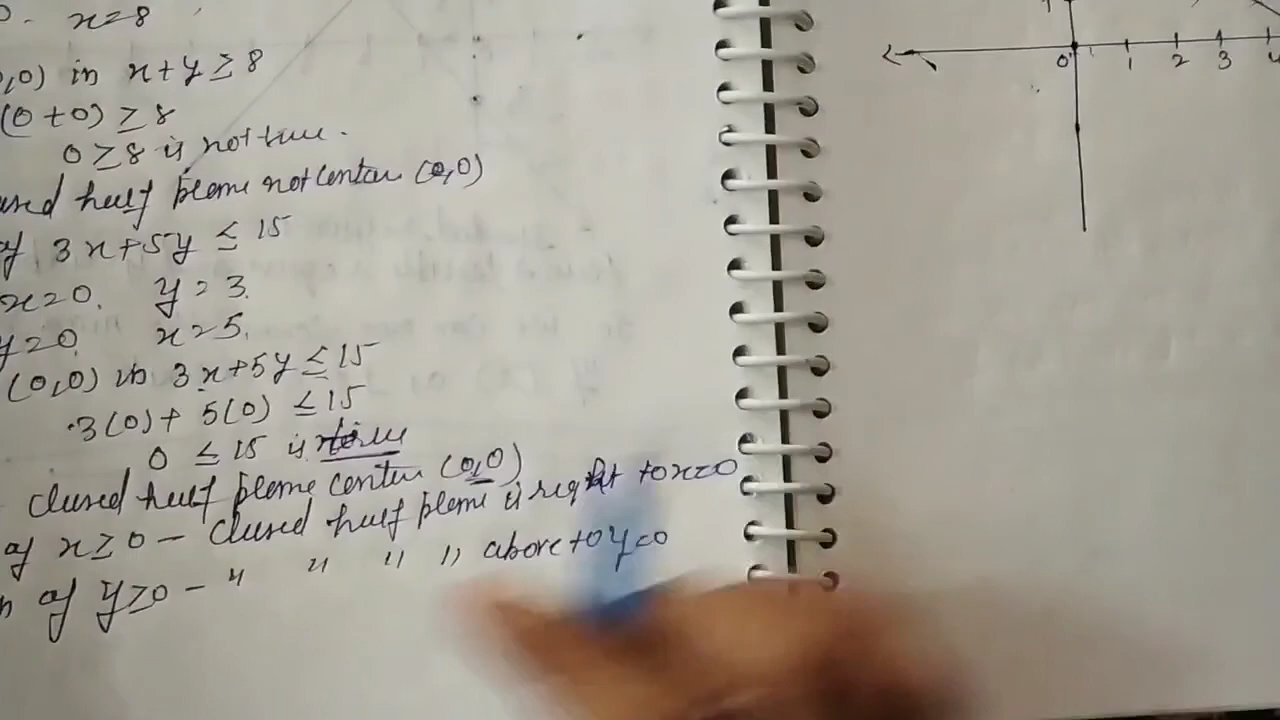 0. x=8
0,0) in x+y ≥ 8
(0+0) ≥ 8
0 ≥ 8 is not true.
half plane not contain (0,0)
of 3x+5y ≤ 15
x=0, y=3.
y=0, x=5.
(0,0) in 3x+5y ≤ 15
3(0)+ 5(0) ≤ 15
0 ≤ 15 is
closed half plane contain (0,0)
of x ≥ 0 - closed half plane is right to x=0
of y ≥ 0 - " " " " above to y=0
0 1 2 3 4